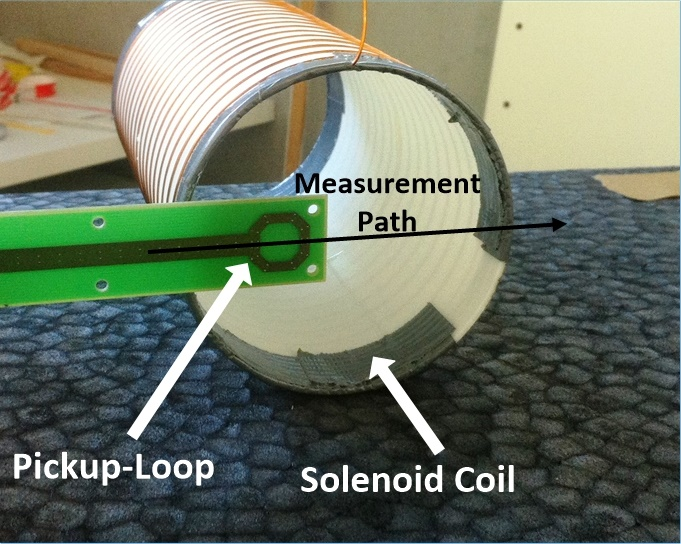 Measurement
Path
Pickup-Loop
Solenoid Coil